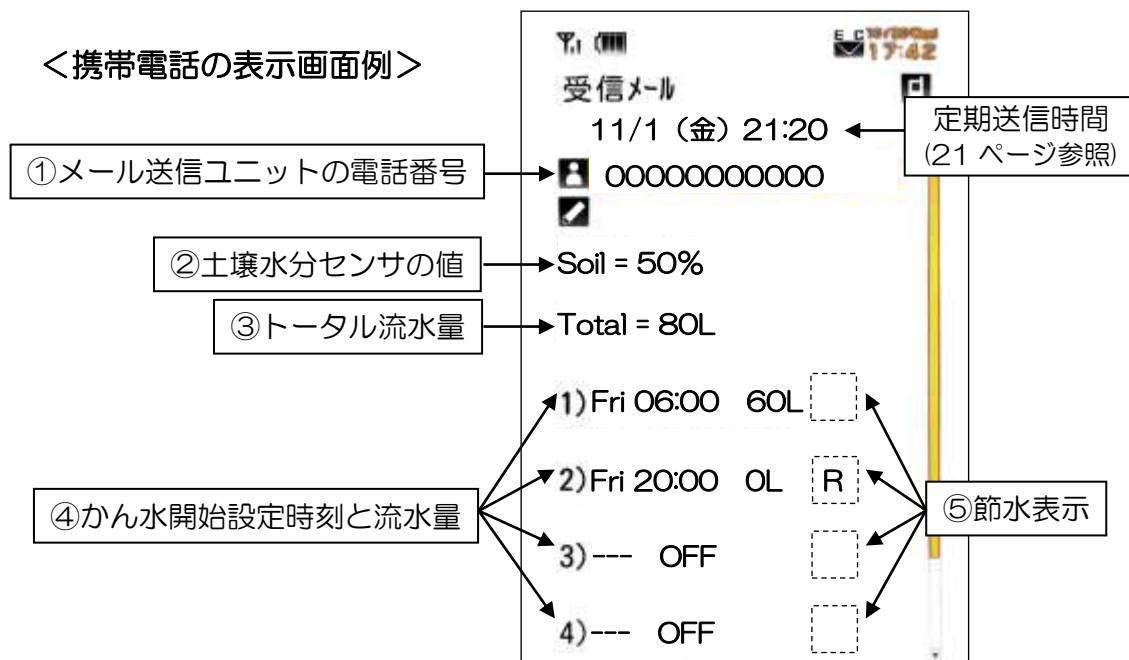 ＜携帯電話の表示画面例＞
17:42
受信メール
11/1（金）21:20
定期送信時間
(21 ページ参照)
①メール送信ユニットの電話番号
00000000000
②土壌水分センサの値
Soil = 50%
③トータル流水量
Total = 80L
1) Fri 06:00 60L
2) Fri 20:00 0L R
④かん水開始設定時刻と流水量
⑤節水表示
3) --- OFF
4) --- OFF